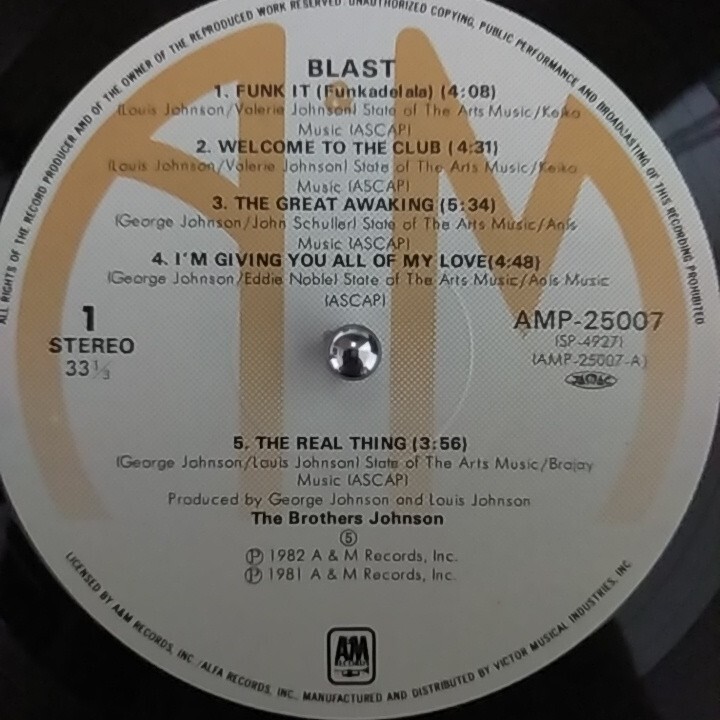 ALL RIGHTS OF THE RECORD PRODUCER AND OF THE OWNER OF THE REPRODUCED WORK RESERVED. UNAUTHORIZED COPYING, PUBLIC PERFORMANCE AND BROADCASTING OF THIS RECORDING PROHIBITED
BLAST
1. FUNK IT (Funkadelala) (4:08)
(Louis Johnson/Valerie Johnson) State of The Arts Music/Keiko
Music (ASCAP)
2. WELCOME TO THE CLUB (4:31)
(Louis Johnson/Valerie Johnson) State of The Arts Music/Keiko
Music (ASCAP)
3. THE GREAT AWAKING (5:34)
(George Johnson/John Schuller) State of The Arts Music/Anis
Music (ASCAP)
4. I'M GIVING YOU ALL OF MY LOVE(4:48)
(George Johnson/Eddie Noble) State of The Arts Music/Anis Music
(ASCAP)
1
STEREO
33 1/3
AMP-25007
(SP-4927)
(AMP-25007-A)
JASRAC
5. THE REAL THING (3:56)
(George Johnson/Louis Johnson) State of The Arts Music/Brajay
Music (ASCAP)
Produced by George Johnson and Louis Johnson
The Brothers Johnson
⑤
Ⓟ 1982 A & M Records, Inc.
Ⓟ 1981 A & M Records, Inc.
AM
RECORDS
LICENSED BY A&M RECORDS, INC./ALFA RECORDS, INC., MANUFACTURED AND DISTRIBUTED BY VICTOR MUSICAL INDUSTRIES, INC